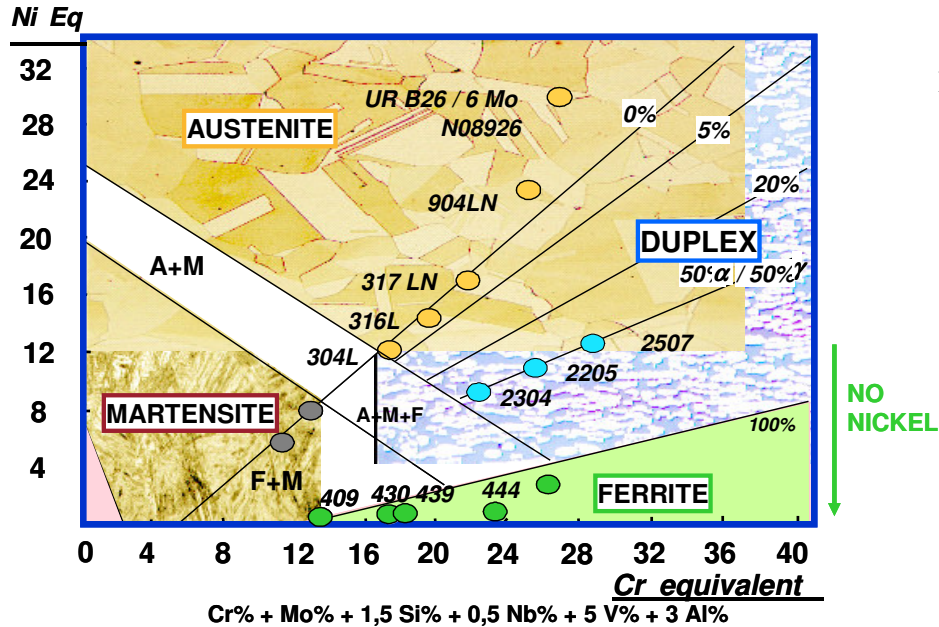 Ni Eq
32
28
24
20
16
12
8
4
AUSTENITE
UR B26 / 6 Mo
N08926
0%
5%
20%
904LN
DUPLEX
A+M
317 LN
50% α / 50% γ
316L
304L
2507
2205
2304
MARTENSITE
A+M+F
NO
NICKEL
100%
F+M
409
430
439
444
FERRITE
0 4 8 12 16 20 24 28 32 36 40
Cr equivalent
Cr% + Mo% + 1,5 Si% + 0,5 Nb% + 5 V% + 3 Al%